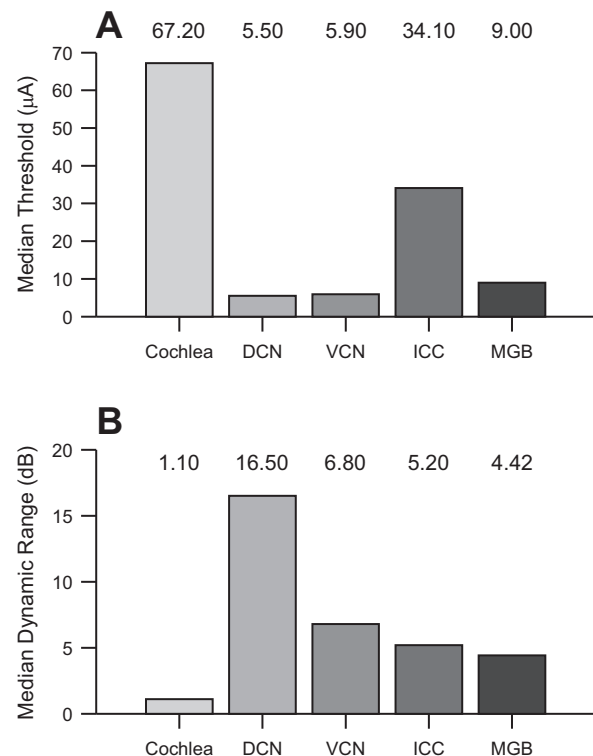 A
67.20 5.50 5.90 34.10 9.00
Median Threshold (μA)
70
60
50
40
30
20
10
0
Cochlea DCN VCN ICC MGB
B
1.10 16.50 6.80 5.20 4.42
Median Dynamic Range (dB)
20
15
10
5
0
Cochlea DCN VCN ICC MGB